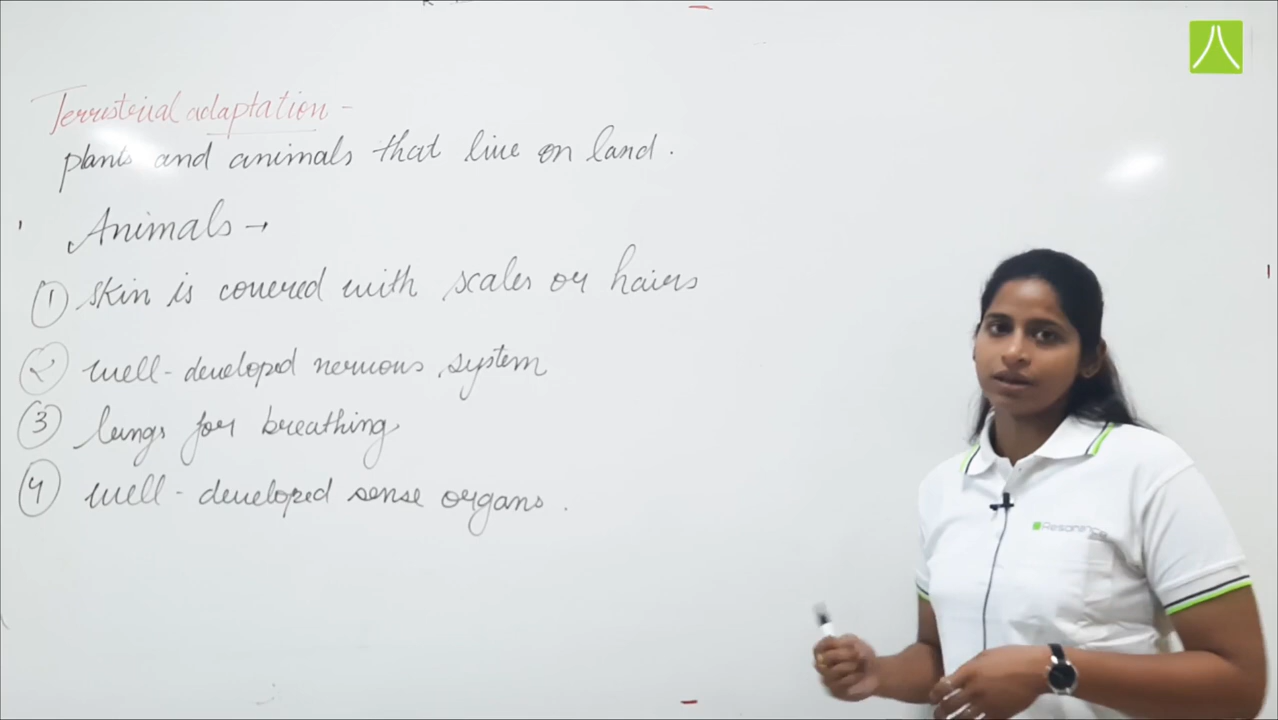 Terrestrial adaptation -
plants and animals that live on land.
Animals →
① skin is covered with scales or hairs
② well-developed nervous system
③ lungs for breathing
④ well-developed sense organs.
Resonance